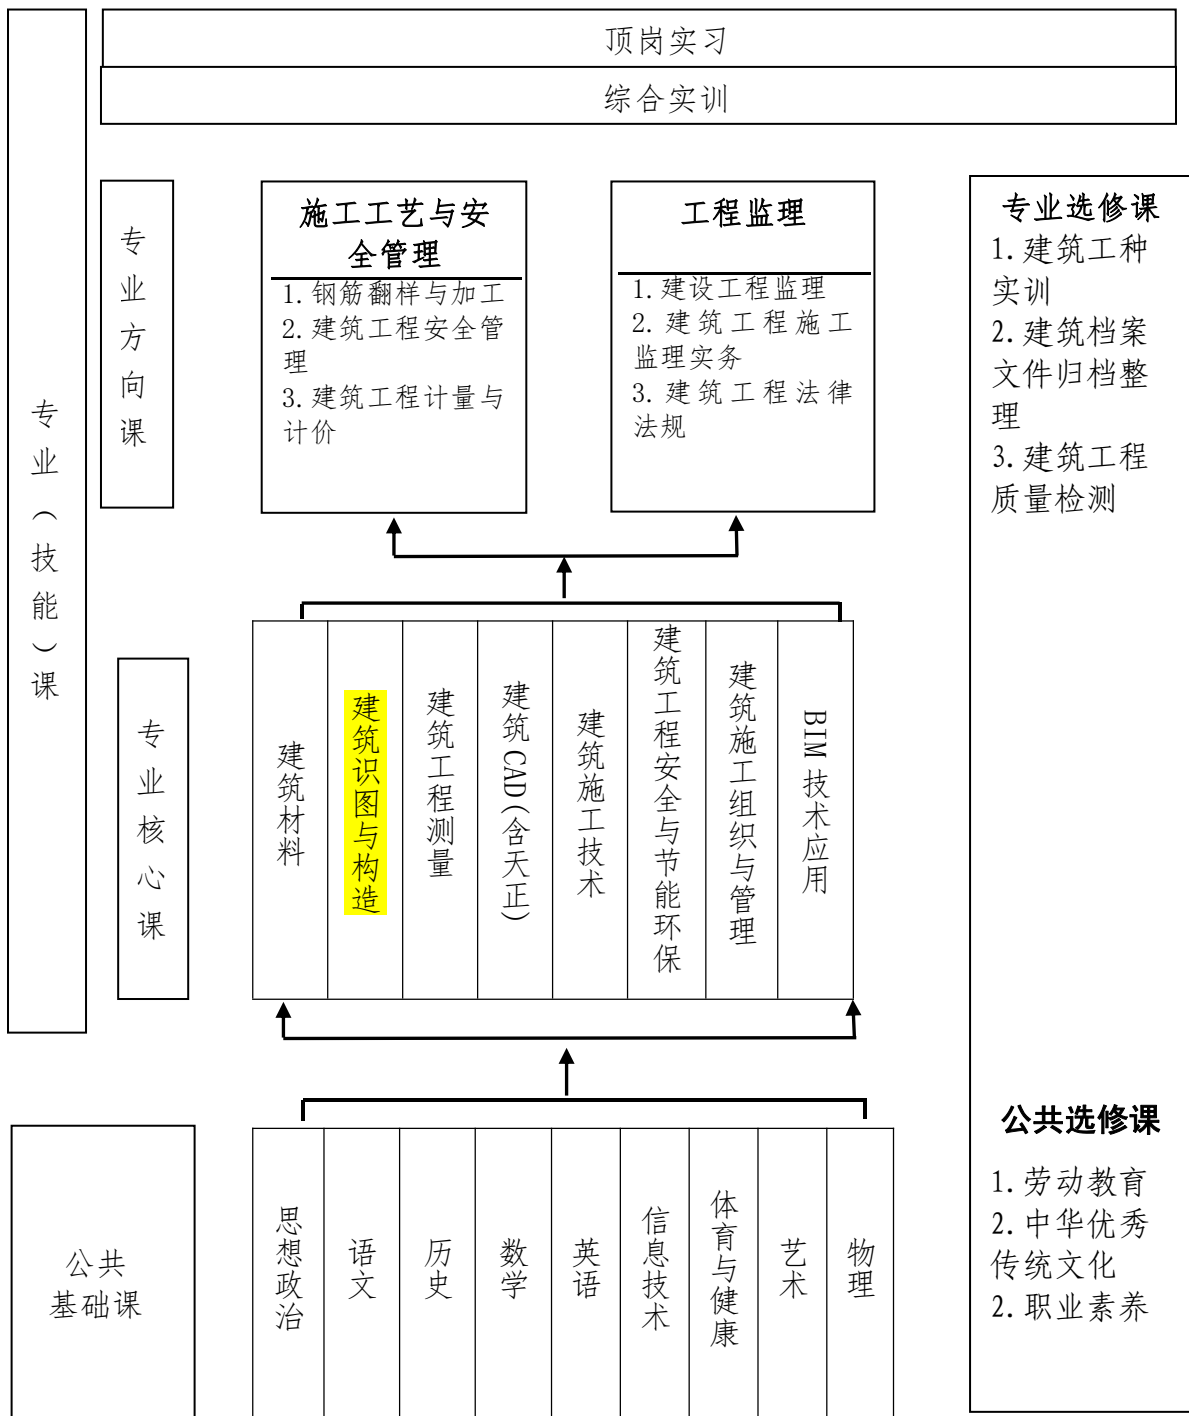 顶岗实习
综合实训
专业（技能）课
专业方向课
施工工艺与安
全管理
1.钢筋翻样与加工
2.建筑工程安全管
理
3.建筑工程计量与
计价
工程监理
1.建设工程监理
2.建筑工程施工
监理实务
3.建筑工程法律
法规
专业选修课
1.建筑工种
实训
2.建筑档案
文件归档整
理
3.建筑工程
质量检测
专业核心课
建筑材料
建筑识图与构造
建筑工程测量
建筑CAD(含天正)
建筑施工技术
建筑工程安全与节能环保
建筑施工组织与管理
BIM技术应用
公共
基础课
思想政治
语文
历史
数学
英语
信息技术
体育与健康
艺术
物理
公共选修课
1.劳动教育
2.中华优秀
传统文化
2.职业素养